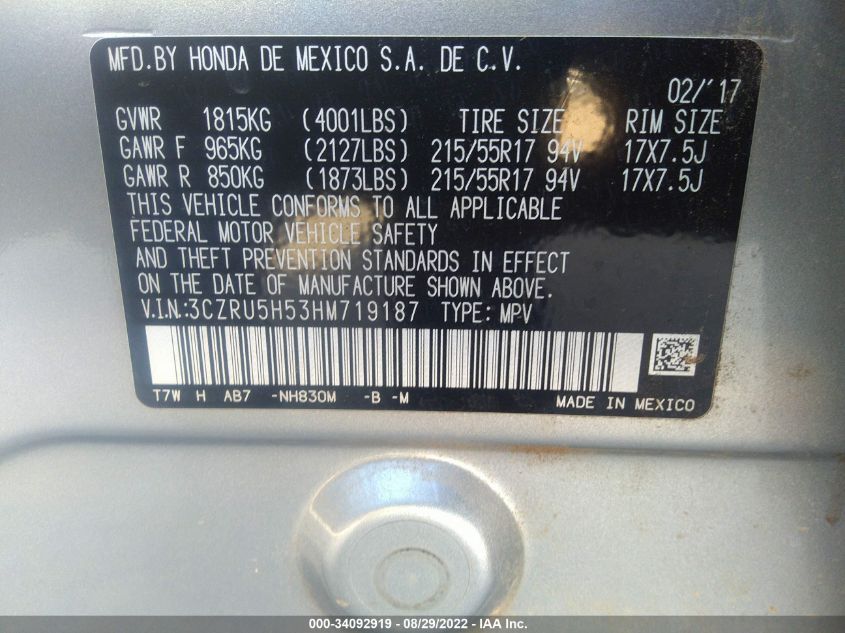 MFD.BY HONDA DE MEXICO S.A. DE C.V.
02/'17
GVWR 1815KG (4001LBS) TIRE SIZE RIM SIZE
GAWR F 965KG (2127LBS) 215/55R17 94V 17X7.5J
GAWR R 850KG (1873LBS) 215/55R17 94V 17X7.5J
THIS VEHICLE CONFORMS TO ALL APPLICABLE
FEDERAL MOTOR VEHICLE SAFETY
AND THEFT PREVENTION STANDARDS IN EFFECT
ON THE DATE OF MANUFACTURE SHOWN ABOVE.
V.I.N:3CZRU5H53HM719187 TYPE: MPV
T7W H AB7 -NH830M -B -M MADE IN MEXICO
000-34092919 - 08/29/2022 - IAA Inc.